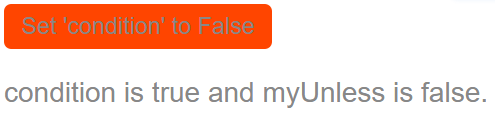 Set 'condition' to False
condition is true and myUnless is false.